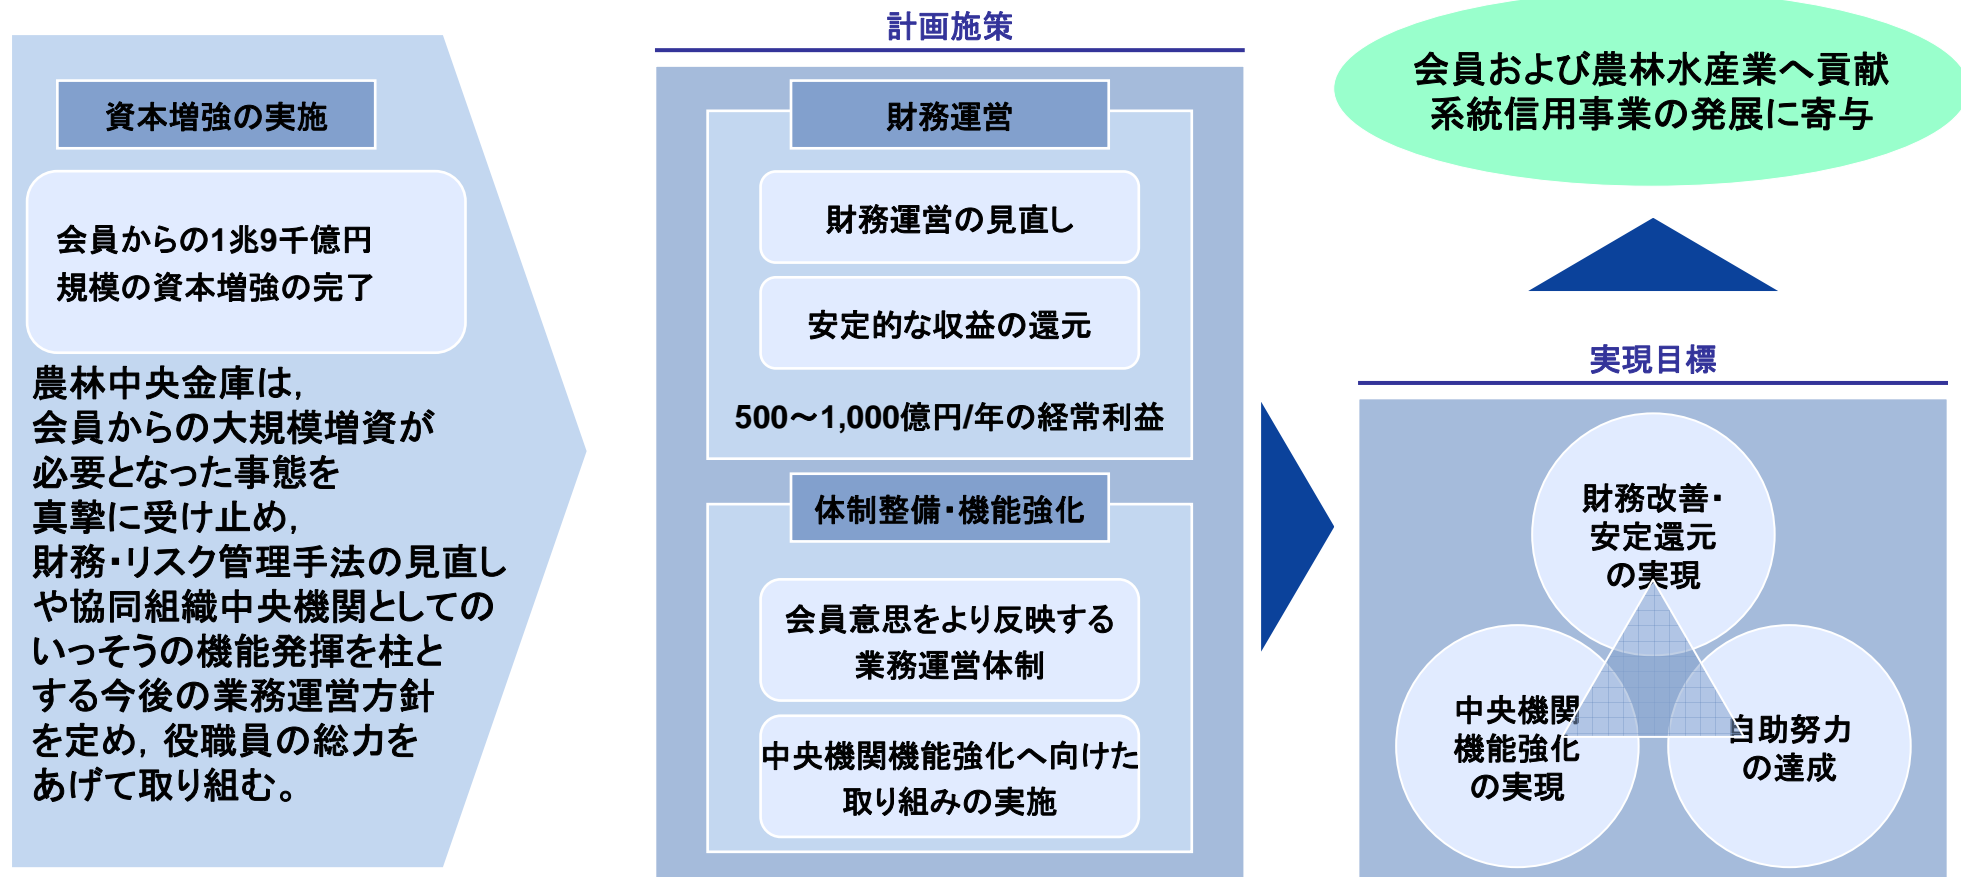 資本増強の実施
会員からの1兆9千億円
規模の資本増強の完了
農林中央金庫は,
会員からの大規模増資が
必要となった事態を
真摯に受け止め,
財務・リスク管理手法の見直し
や協同組織中央機関としての
いっそうの機能発揮を柱と
する今後の業務運営方針
を定め, 役職員の総力を
あげて取り組む。
計画施策
財務運営
財務運営の見直し
安定的な収益の還元
500～1,000億円/年の経常利益
体制整備・機能強化
会員意思をより反映する
業務運営体制
中央機関機能強化へ向けた
取り組みの実施
会員および農林水産業へ貢献
系統信用事業の発展に寄与
実現目標
財務改善・
安定還元
の実現
中央機関
機能強化
の実現
自助努力
の達成